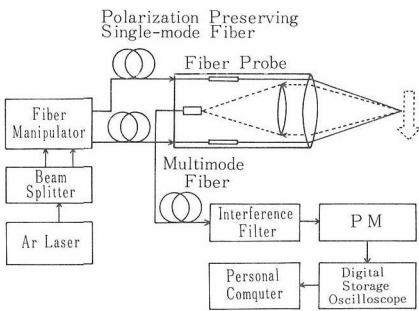 Polarization Preserving
Single-mode Fiber
Fiber Probe
Fiber
Manipulator
Beam
Splitter
Ar Laser
Multimode
Fiber
Interference
Filter
PM
Personal
Comquter
Digital
Storage
Oscilloscope